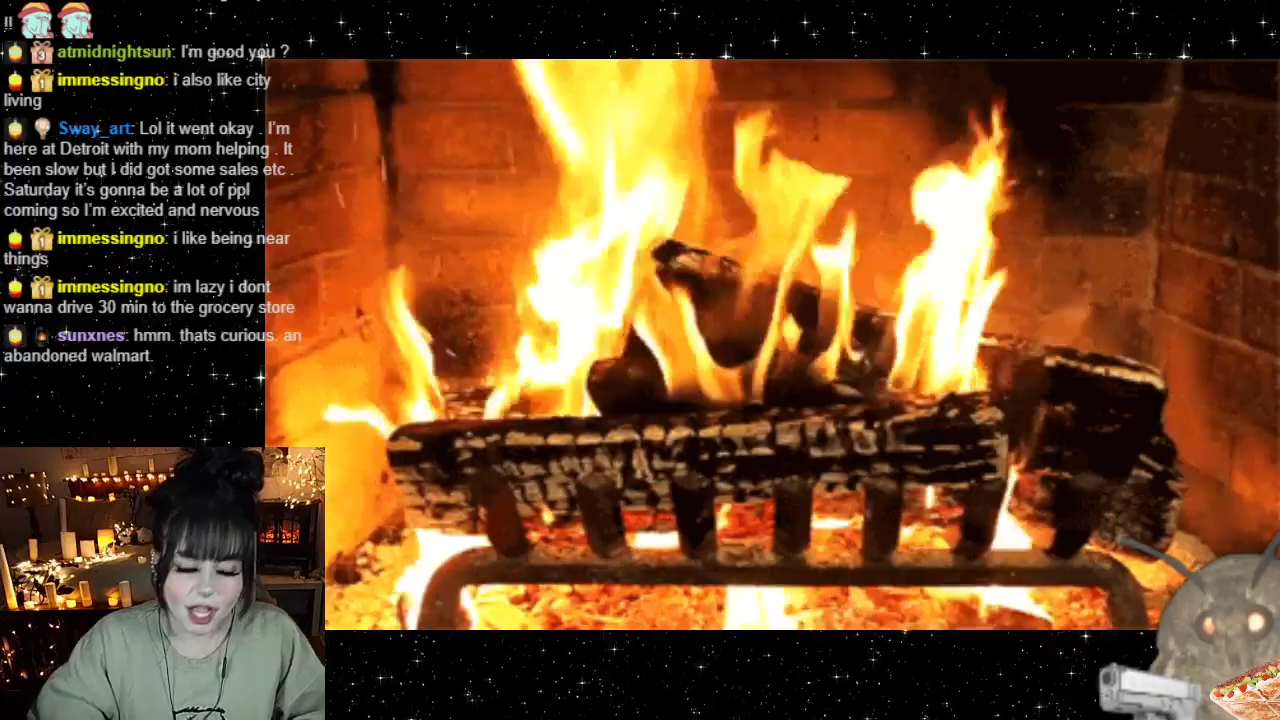 !!
atmidnightsun: I'm good you ?
immessingno: i also like city
living
Sway_art: Lol it went okay . I'm
here at Detroit with my mom helping . It
been slow but I did got some sales etc .
Saturday it's gonna be a lot of ppl
coming so I'm excited and nervous
immessingno: i like being near
things
immessingno: im lazy i dont
wanna drive 30 min to the grocery store
sunxnes: hmm. thats curious. an
abandoned walmart.